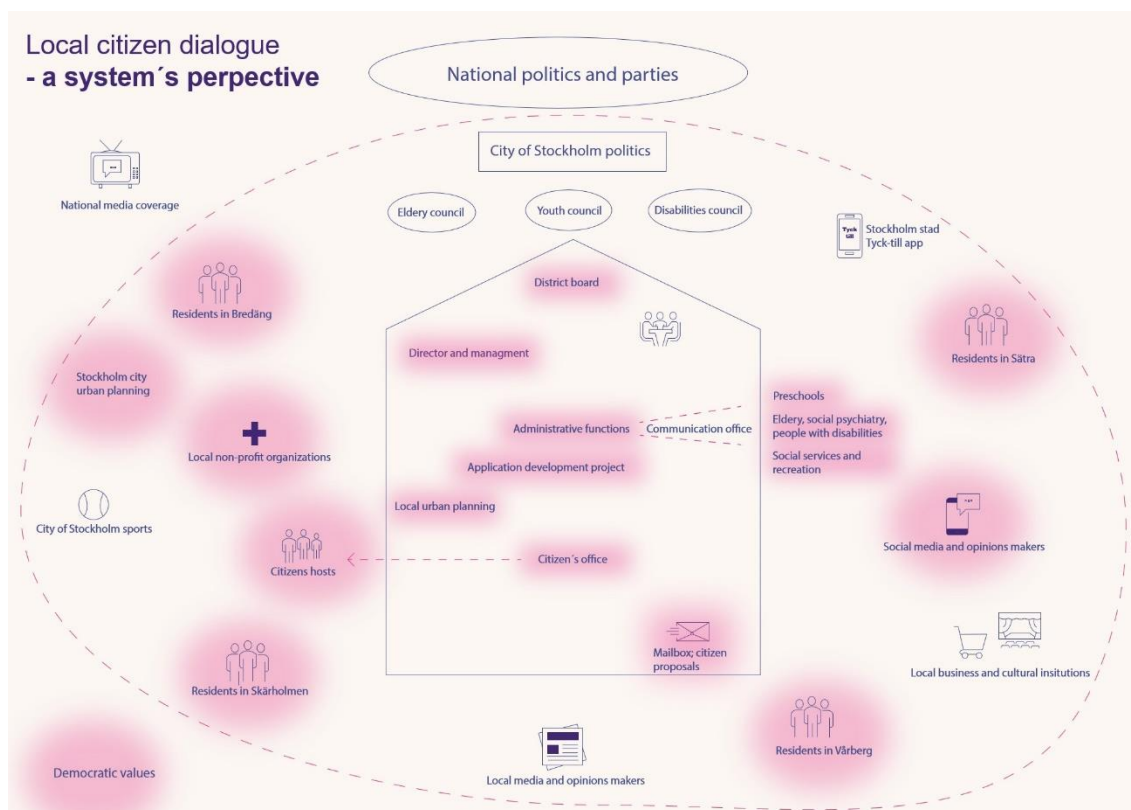 Local citizen dialogue
- a system´s perpective
National politics and parties
City of Stockholm politics
National media coverage
Eldery council
Youth council
Disabilities council
Tyck
till
Stockholm stad
Tyck-till app
District board
Residents in Bredäng
Director and managment
Residents in Sätra
Stockholm city
urban planning
Preschools
Administrative functions
Communication office
Eldery, social psychiatry,
people with disabilities
Local non-profit organizations
Application development project
Social services and
recreation
Local urban planning
City of Stockholm sports
Social media and opinions makers
Citizens hosts
Citizen´s office
Mailbox; citizen
proposals
Local business and cultural insitutions
Residents in Skärholmen
Residents in Vårberg
Democratic values
Local media and opinions makers